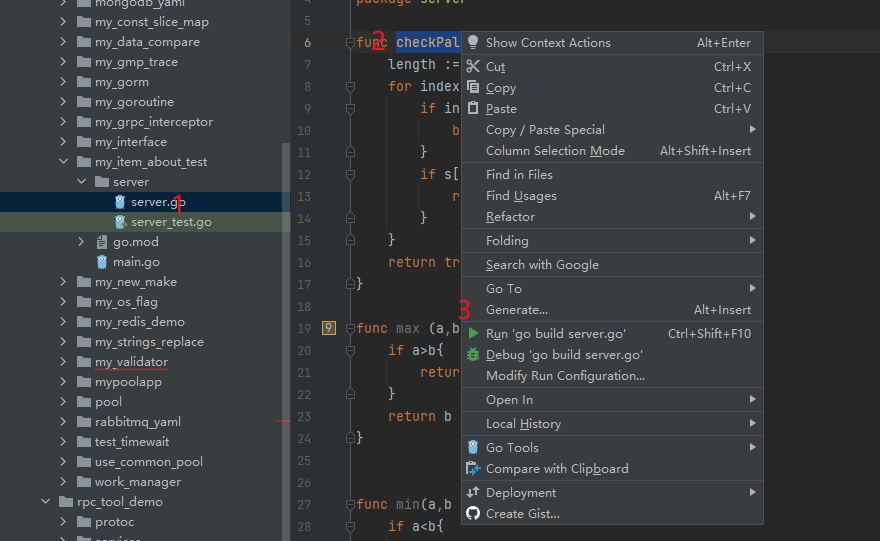 mongodb_yaml
my_const_slice_map
my_data_compare
my_gmp_trace
my_gorm
my_goroutine
my_grpc_interceptor
my_interface
my_item_about_test
server
server.go
1
server_test.go
go.mod
main.go
my_new_make
my_os_flag
my_redis_demo
my_strings_replace
my_validator
mypoolapp
pool
rabbitmq_yaml
test_timewait
use_common_pool
work_manager
rpc_tool_demo
protoc
services
4 package server
5
6 func checkPal
2
7 length :=
8 for index
9 if in
10 b
11 }
12 if s[
13 r
14 }
15 }
16 return tr
17 }
18
19 func max (a,b
20 if a>b{
21 retur
22 }
23 return b
24 }
25
26
27 func min(a,b
28 if a<b{
Show Context Actions Alt+Enter
Cut Ctrl+X
Copy Ctrl+C
Paste Ctrl+V
Copy / Paste Special
Column Selection Mode Alt+Shift+Insert
Find in Files
Find Usages Alt+F7
Refactor
Folding
Search with Google
Go To
3
Generate... Alt+Insert
Run 'go build server.go' Ctrl+Shift+F10
Debug 'go build server.go'
Modify Run Configuration...
Open In
Local History
Go Tools
Compare with Clipboard
Deployment
Create Gist...